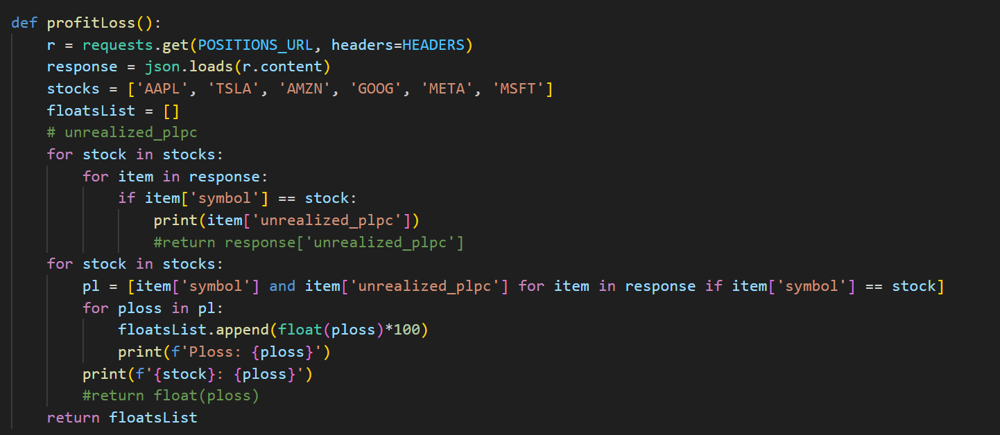 def profitLoss():
    r = requests.get(POSITIONS_URL, headers=HEADERS)
    response = json.loads(r.content)
    stocks = ['AAPL', 'TSLA', 'AMZN', 'GOOG', 'META', 'MSFT']
    floatsList = []
    # unrealized_plpc
    for stock in stocks:
        for item in response:
            if item['symbol'] == stock:
                print(item['unrealized_plpc'])
                #return response['unrealized_plpc']
    for stock in stocks:
        pl = [item['symbol'] and item['unrealized_plpc'] for item in response if item['symbol'] == stock]
        for ploss in pl:
            floatsList.append(float(ploss)*100)
            print(f'Ploss: {ploss}')
        print(f'{stock}: {ploss}')
        #return float(ploss)
    return floatsList